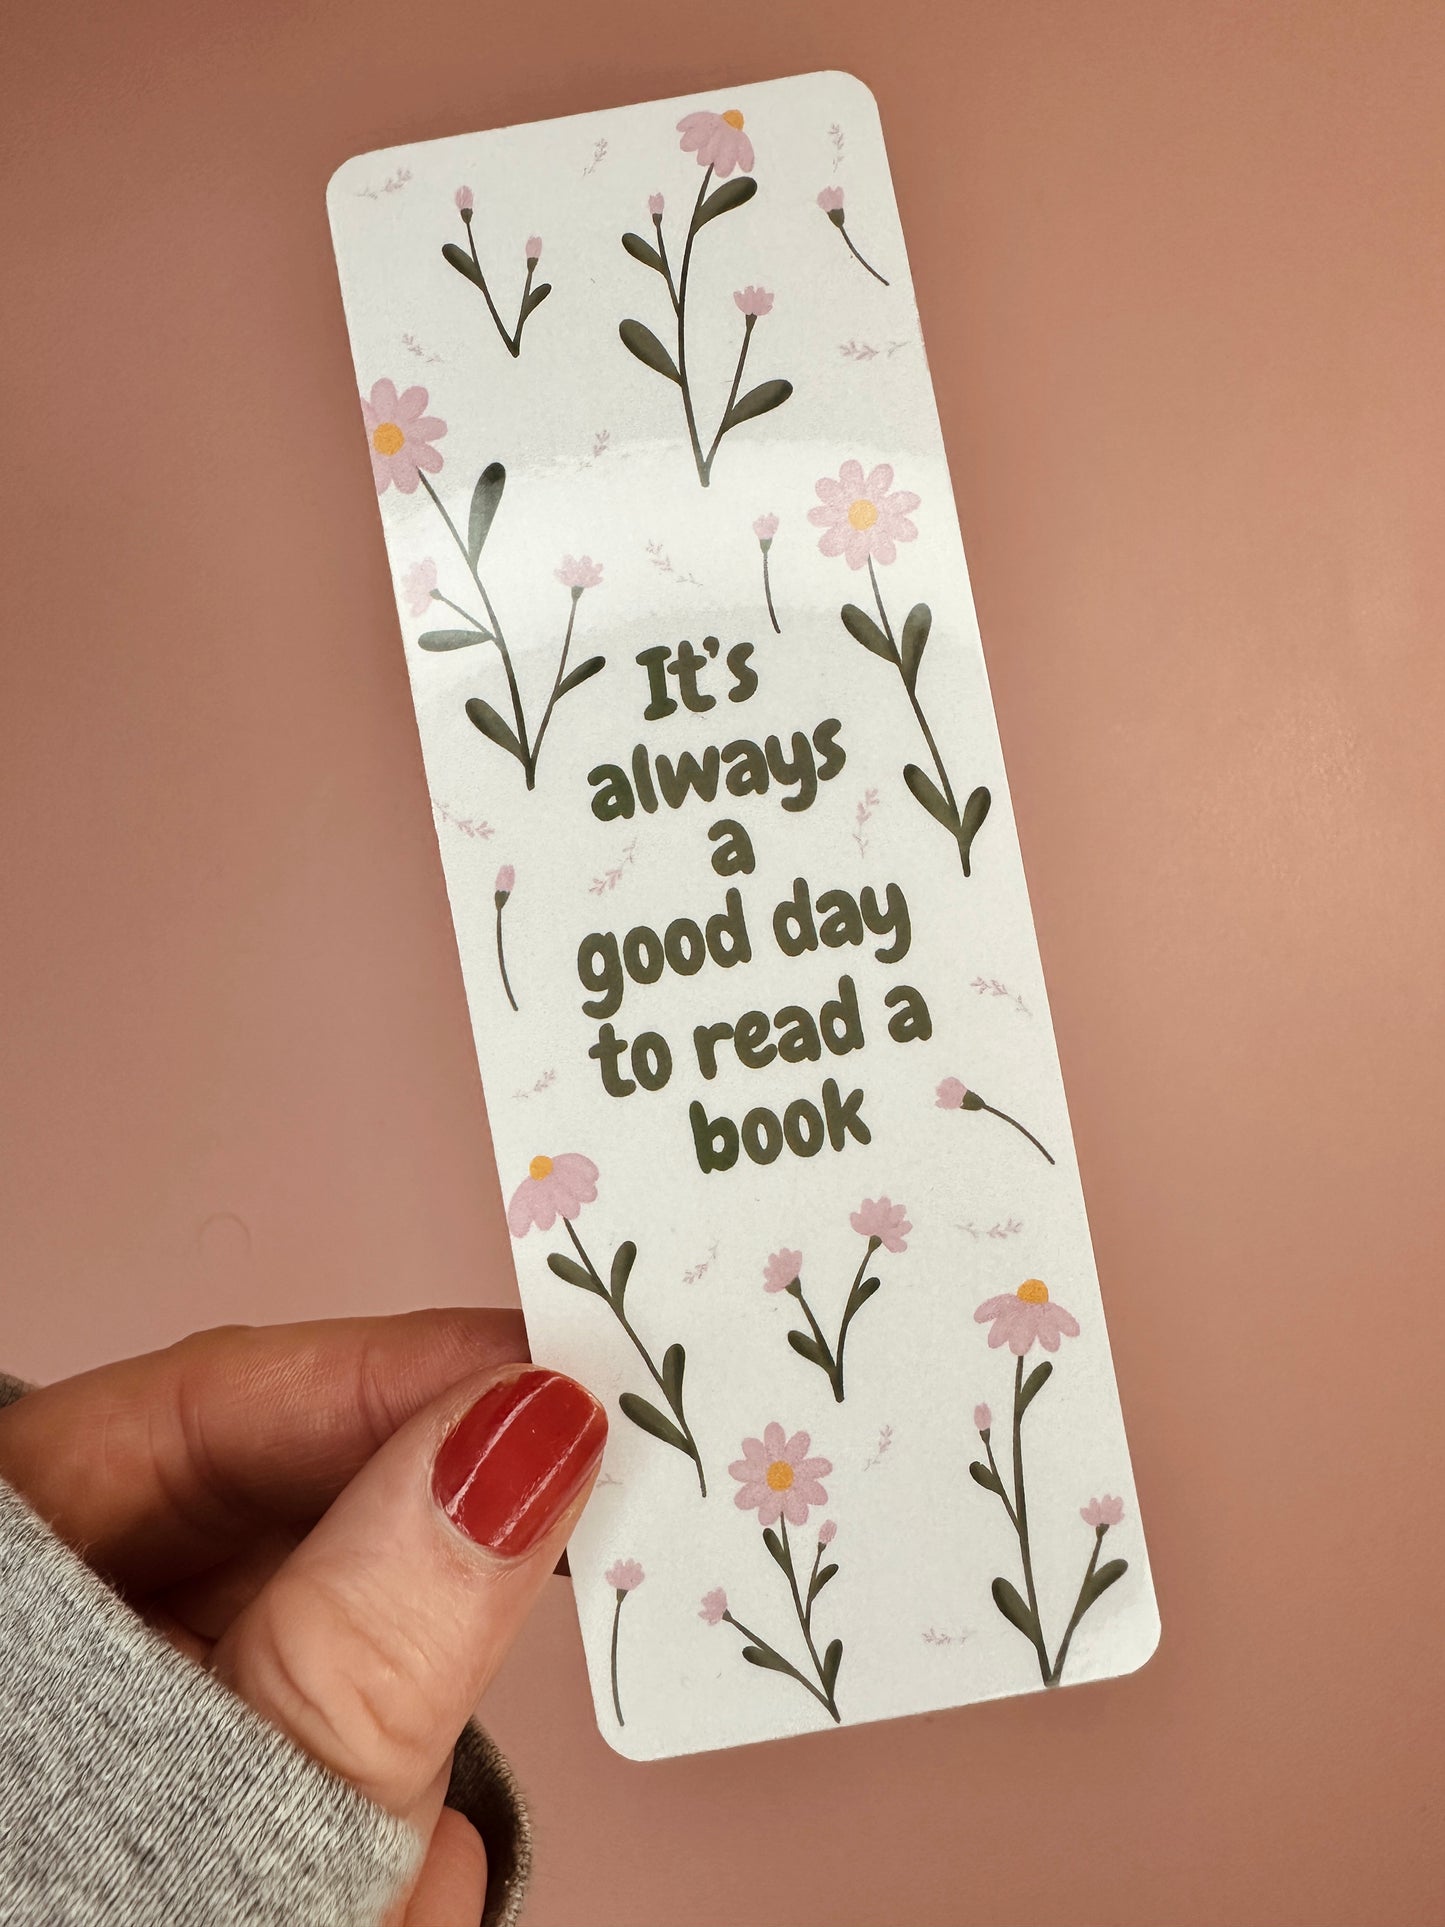 It's
always
a
good day
to read a
book